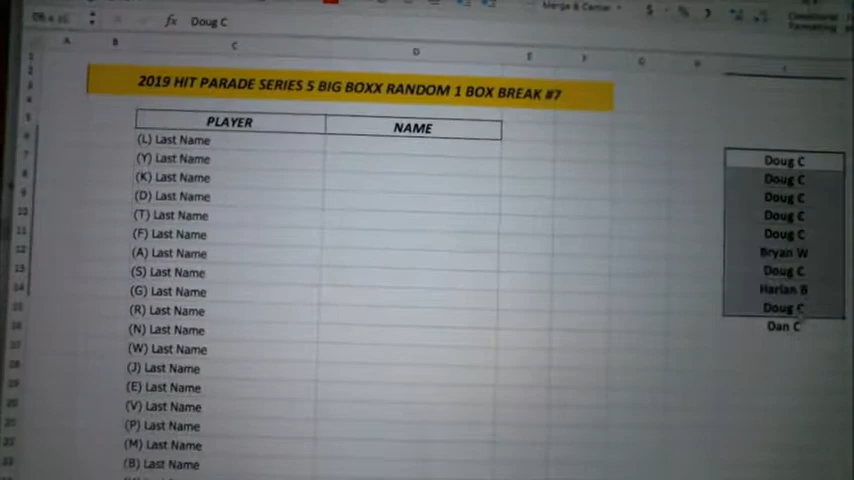 Merge & Center
$ %
Conditional
Formatting
fx Doug C
A B C D E F G H I
2019 HIT PARADE SERIES 5 BIG BOXX RANDOM 1 BOX BREAK #7
PLAYER NAME
(L) Last Name
(Y) Last Name
(K) Last Name
(D) Last Name
(T) Last Name
(F) Last Name
(A) Last Name
(S) Last Name
(G) Last Name
(R) Last Name
(N) Last Name
(W) Last Name
(J) Last Name
(E) Last Name
(V) Last Name
(P) Last Name
(M) Last Name
(B) Last Name
Doug C
Doug C
Doug C
Doug C
Doug C
Bryan W
Doug C
Harlan B
Doug C
Dan C